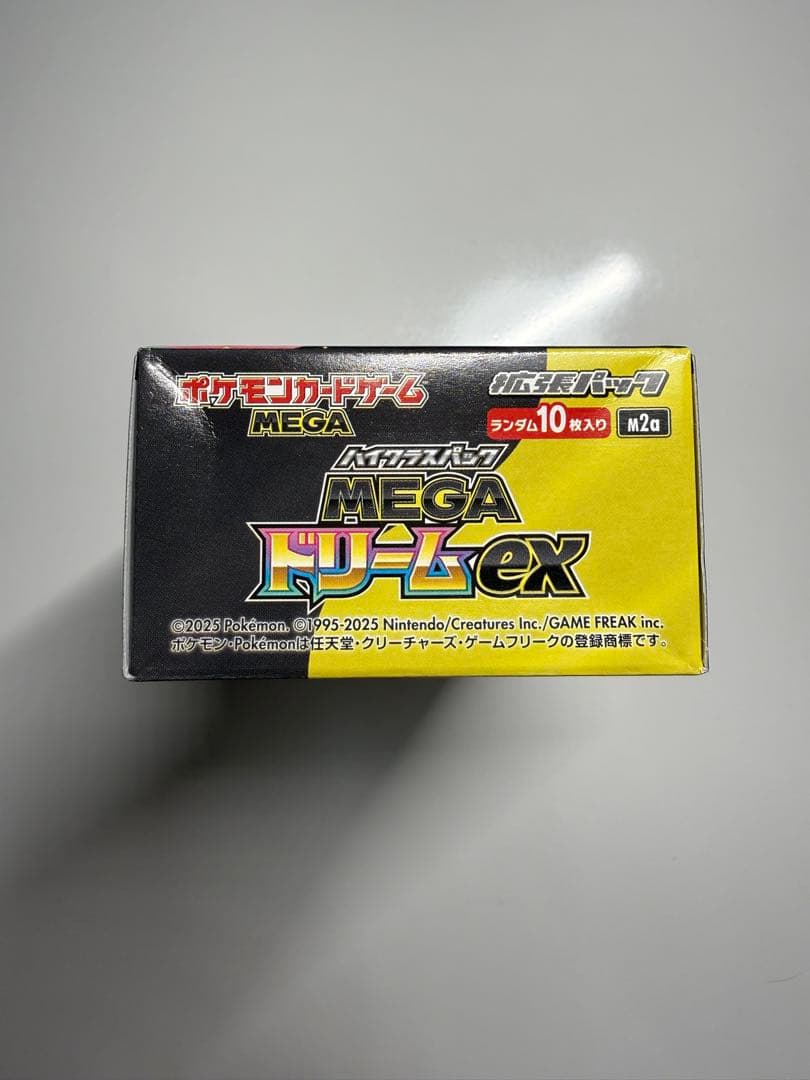 ポケモンカードゲーム
MEGA
拡張パック
ランダム10枚入り M2a
ハイクラスパック
MEGA
ドリームex
©2025 Pokémon. ©1995-2025 Nintendo/Creatures Inc./GAME FREAK inc.
ポケモン・Pokémonは任天堂・クリーチャーズ・ゲームフリークの登録商標です。